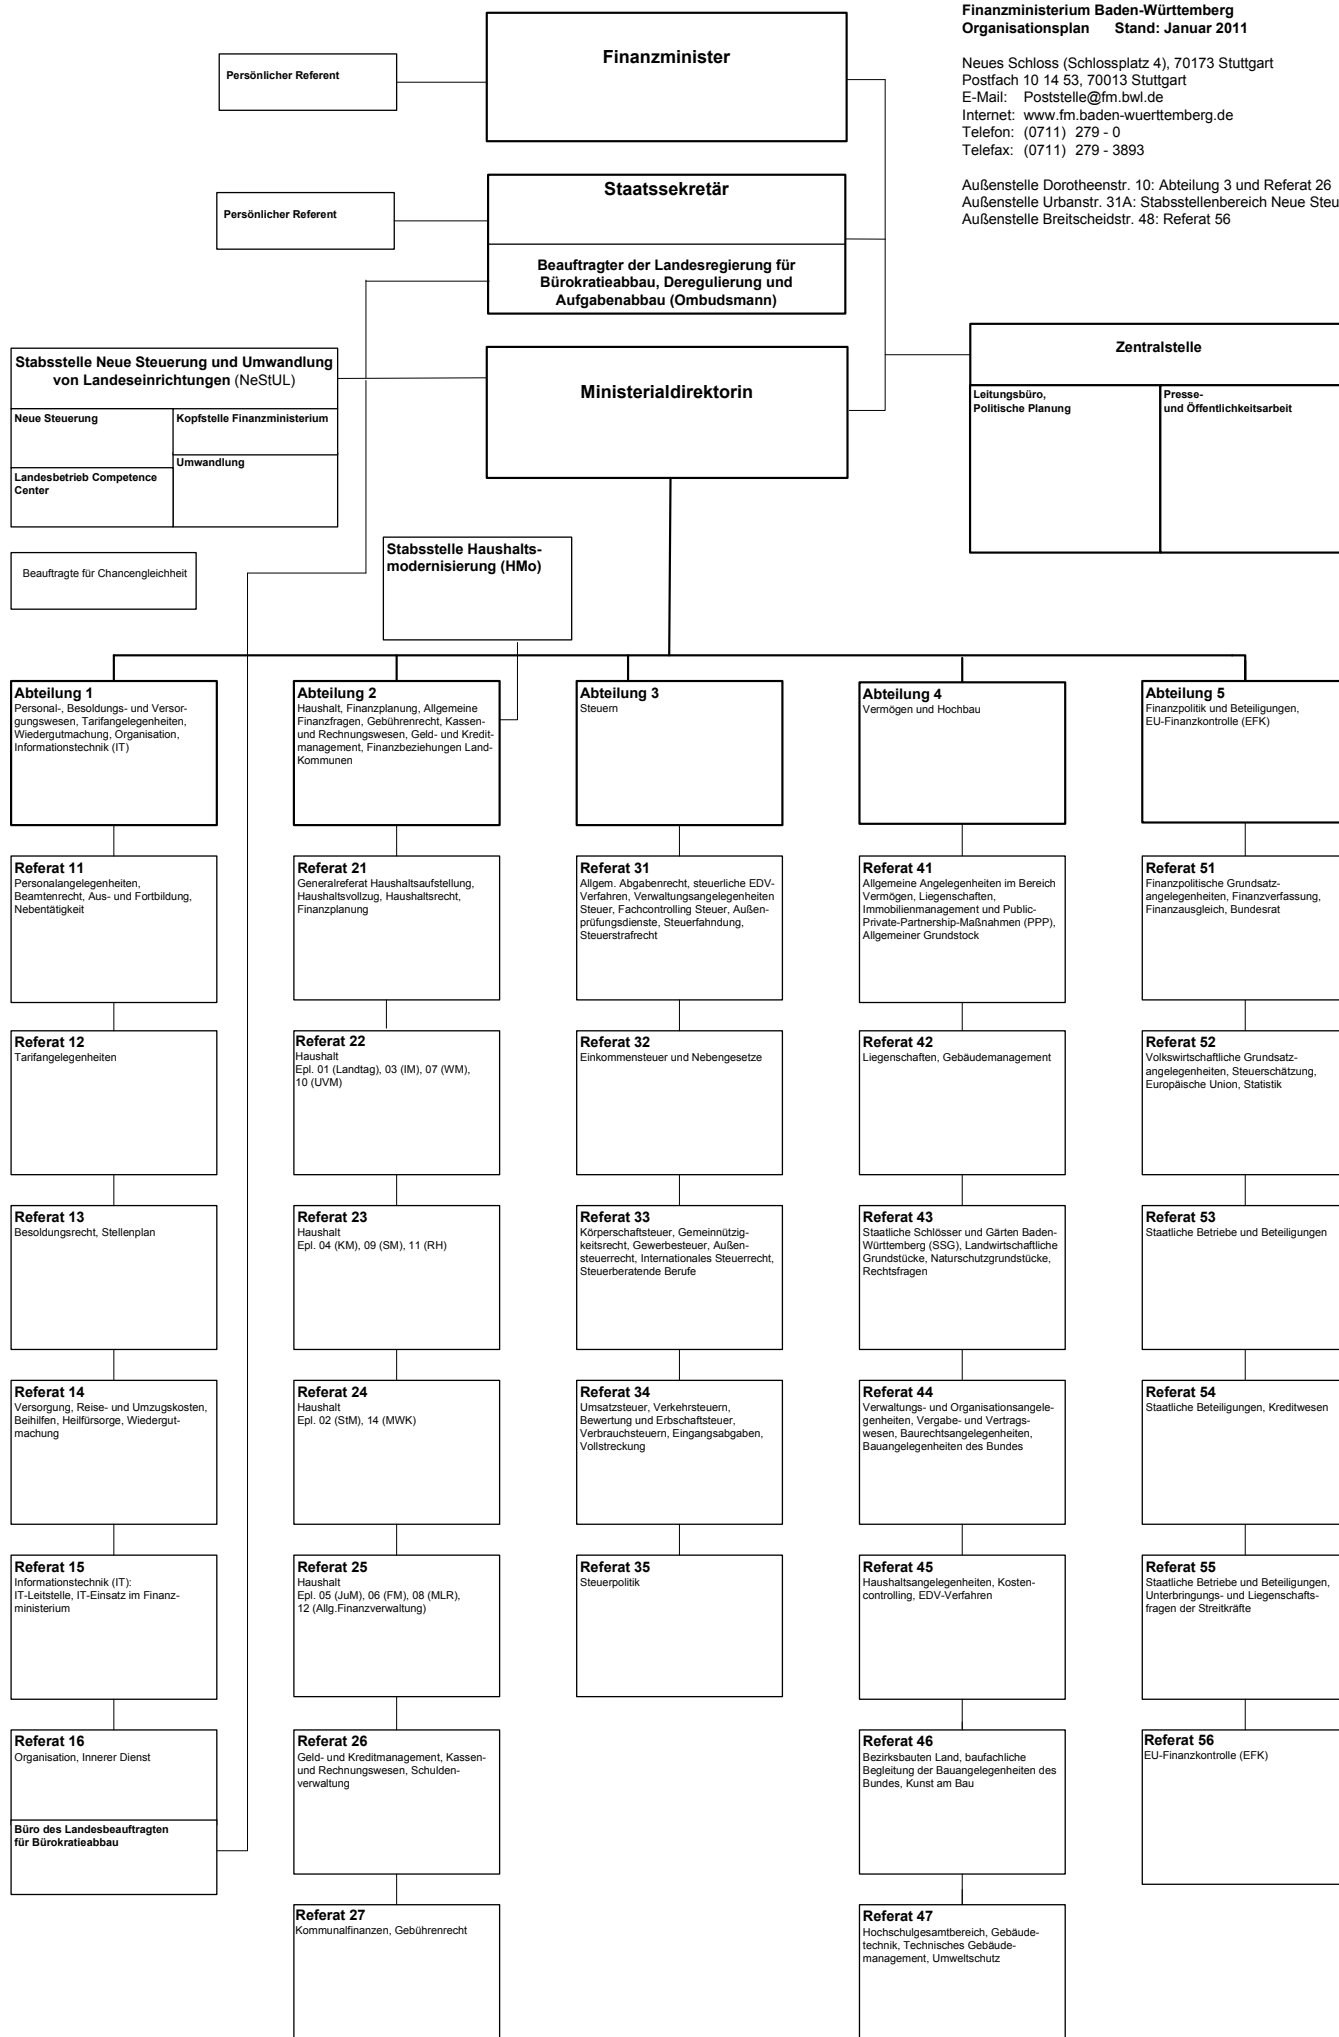 Finanzministerium Baden-Württemberg
Organisationsplan Stand: Januar 2011
Neues Schloss (Schlossplatz 4), 70173 Stuttgart
Postfach 10 14 53, 70013 Stuttgart
E-Mail: Poststelle@fm.bwl.de
Internet: www.fm.baden-wuerttemberg.de
Telefon: (0711) 279 - 0
Telefax: (0711) 279 - 3893
Außenstelle Dorotheenstr. 10: Abteilung 3 und Referat 26
Außenstelle Urbanstr. 31A: Stabsstellenbereich Neue Steu
Außenstelle Breitscheidstr. 48: Referat 56
Finanzminister
Persönlicher Referent
Staatssekretär
Persönlicher Referent
Beauftragter der Landesregierung für
Bürokratieabbau, Deregulierung und
Aufgabenabbau (Ombudsmann)
Ministerialdirektorin
Zentralstelle
Leitungsbüro,
Politische Planung
Presse-
und Öffentlichkeitsarbeit
Stabsstelle Neue Steuerung und Umwandlung
von Landeseinrichtungen (NeStUL)
Neue Steuerung
Kopfstelle Finanzministerium
Umwandlung
Landesbetrieb Competence
Center
Beauftragte für Chancengleichheit
Stabsstelle Haushalts-
modernisierung (HMo)
Abteilung 1
Personal-, Besoldungs- und Versor-
gungswesen, Tarifangelegenheiten,
Wiedergutmachung, Organisation,
Informationstechnik (IT)
Referat 11
Personalangelegenheiten,
Beamtenrecht, Aus- und Fortbildung,
Nebentätigkeit
Referat 12
Tarifangelegenheiten
Referat 13
Besoldungsrecht, Stellenplan
Referat 14
Versorgung, Reise- und Umzugskosten,
Beihilfen, Heilfürsorge, Wiedergut-
machung
Referat 15
Informationstechnik (IT):
IT-Leitstelle, IT-Einsatz im Finanz-
ministerium
Referat 16
Organisation, Innerer Dienst
Büro des Landesbeauftragten
für Bürokratieabbau
Abteilung 2
Haushalt, Finanzplanung, Allgemeine
Finanzfragen, Gebührenrecht, Kassen-
und Rechnungswesen, Geld- und Kredit-
management, Finanzbeziehungen Land-
Kommunen
Referat 21
Generalreferat Haushaltsaufstellung,
Haushaltsvollzug, Haushaltsrecht,
Finanzplanung
Referat 22
Haushalt
Epl. 01 (Landtag), 03 (IM), 07 (WM),
10 (UVM)
Referat 23
Haushalt
Epl. 04 (KM), 09 (SM), 11 (RH)
Referat 24
Haushalt
Epl. 02 (StM), 14 (MWK)
Referat 25
Haushalt
Epl. 05 (JuM), 06 (FM), 08 (MLR),
12 (Allg.Finanzverwaltung)
Referat 26
Geld- und Kreditmanagement, Kassen-
und Rechnungswesen, Schulden-
verwaltung
Referat 27
Kommunalfinanzen, Gebührenrecht
Abteilung 3
Steuern
Referat 31
Allgem. Abgabenrecht, steuerliche EDV-
Verfahren, Verwaltungsangelegenheiten
Steuer, Fachcontrolling Steuer, Außen-
prüfungsdienste, Steuerfahndung,
Steuerstrafrecht
Referat 32
Einkommensteuer und Nebengesetze
Referat 33
Körperschaftsteuer, Gemeinnützig-
keitsrecht, Gewerbesteuer, Außen-
steuerrecht, Internationales Steuerrecht,
Steuerberatende Berufe
Referat 34
Umsatzsteuer, Verkehrsteuern,
Bewertung und Erbschaftsteuer,
Verbrauchsteuern, Eingangsabgaben,
Vollstreckung
Referat 35
Steuerpolitik
Abteilung 4
Vermögen und Hochbau
Referat 41
Allgemeine Angelegenheiten im Bereich
Vermögen, Liegenschaften,
Immobilienmanagement und Public-
Private-Partnership-Maßnahmen (PPP),
Allgemeiner Grundstock
Referat 42
Liegenschaften, Gebäudemanagement
Referat 43
Staatliche Schlösser und Gärten Baden-
Württemberg (SSG), Landwirtschaftliche
Grundstücke, Naturschutzgrundstücke,
Rechtsfragen
Referat 44
Verwaltungs- und Organisationsangele-
genheiten, Vergabe- und Vertrags-
wesen, Baurechtsangelegenheiten,
Bauangelegenheiten des Bundes
Referat 45
Haushaltsangelegenheiten, Kosten-
controlling, EDV-Verfahren
Referat 46
Bezirksbauten Land, baufachliche
Begleitung der Bauangelegenheiten des
Bundes, Kunst am Bau
Referat 47
Hochschulgesamtbereich, Gebäude-
technik, Technisches Gebäude-
management, Umweltschutz
Abteilung 5
Finanzpolitik und Beteiligungen,
EU-Finanzkontrolle (EFK)
Referat 51
Finanzpolitische Grundsatz-
angelegenheiten, Finanzverfassung,
Finanzausgleich, Bundesrat
Referat 52
Volkswirtschaftliche Grundsatz-
angelegenheiten, Steuerschätzung,
Europäische Union, Statistik
Referat 53
Staatliche Betriebe und Beteiligungen
Referat 54
Staatliche Beteiligungen, Kreditwesen
Referat 55
Staatliche Betriebe und Beteiligungen,
Unterbringungs- und Liegenschafts-
fragen der Streitkräfte
Referat 56
EU-Finanzkontrolle (EFK)